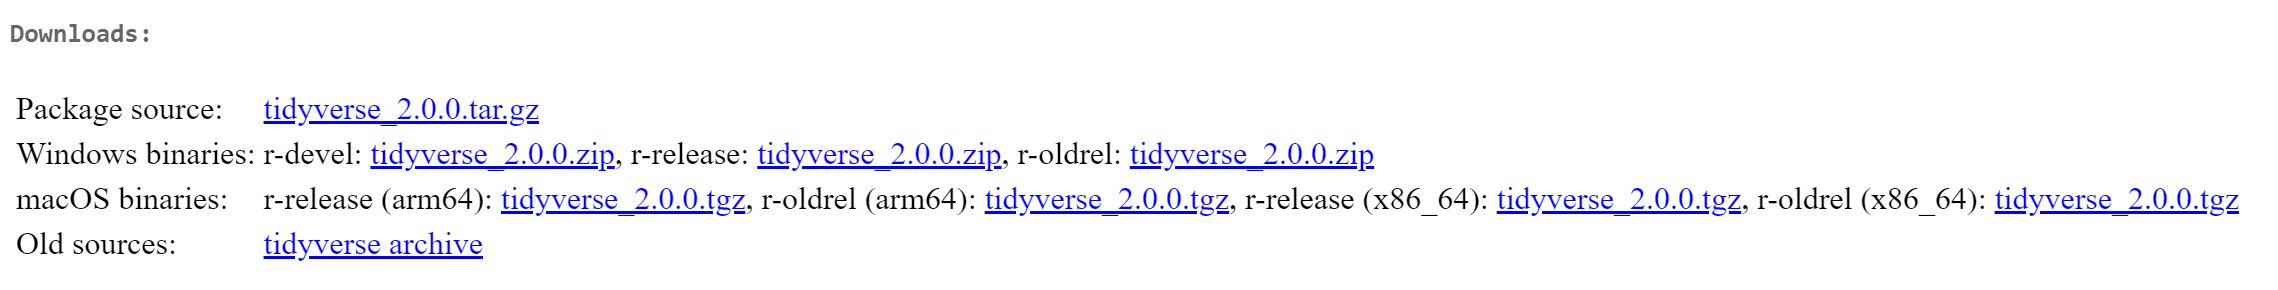 Downloads:
Package source: tidyverse_2.0.0.tar.gz
Windows binaries: r-devel: tidyverse_2.0.0.zip, r-release: tidyverse_2.0.0.zip, r-oldrel: tidyverse_2.0.0.zip
macOS binaries: r-release (arm64): tidyverse_2.0.0.tgz, r-oldrel (arm64): tidyverse_2.0.0.tgz, r-release (x86_64): tidyverse_2.0.0.tgz, r-oldrel (x86_64): tidyverse_2.0.0.tgz
Old sources: tidyverse archive